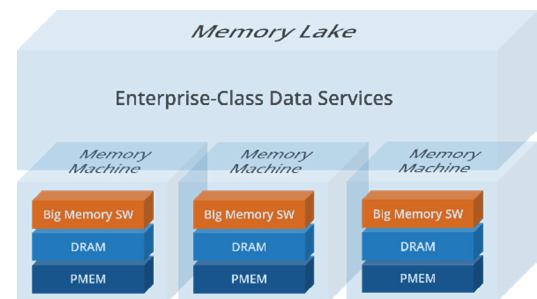 Memory Lake
Enterprise-Class Data Services
Memory Machine
Memory Machine
Memory Machine
Big Memory SW
DRAM
PMEM
Big Memory SW
DRAM
PMEM
Big Memory SW
DRAM
PMEM